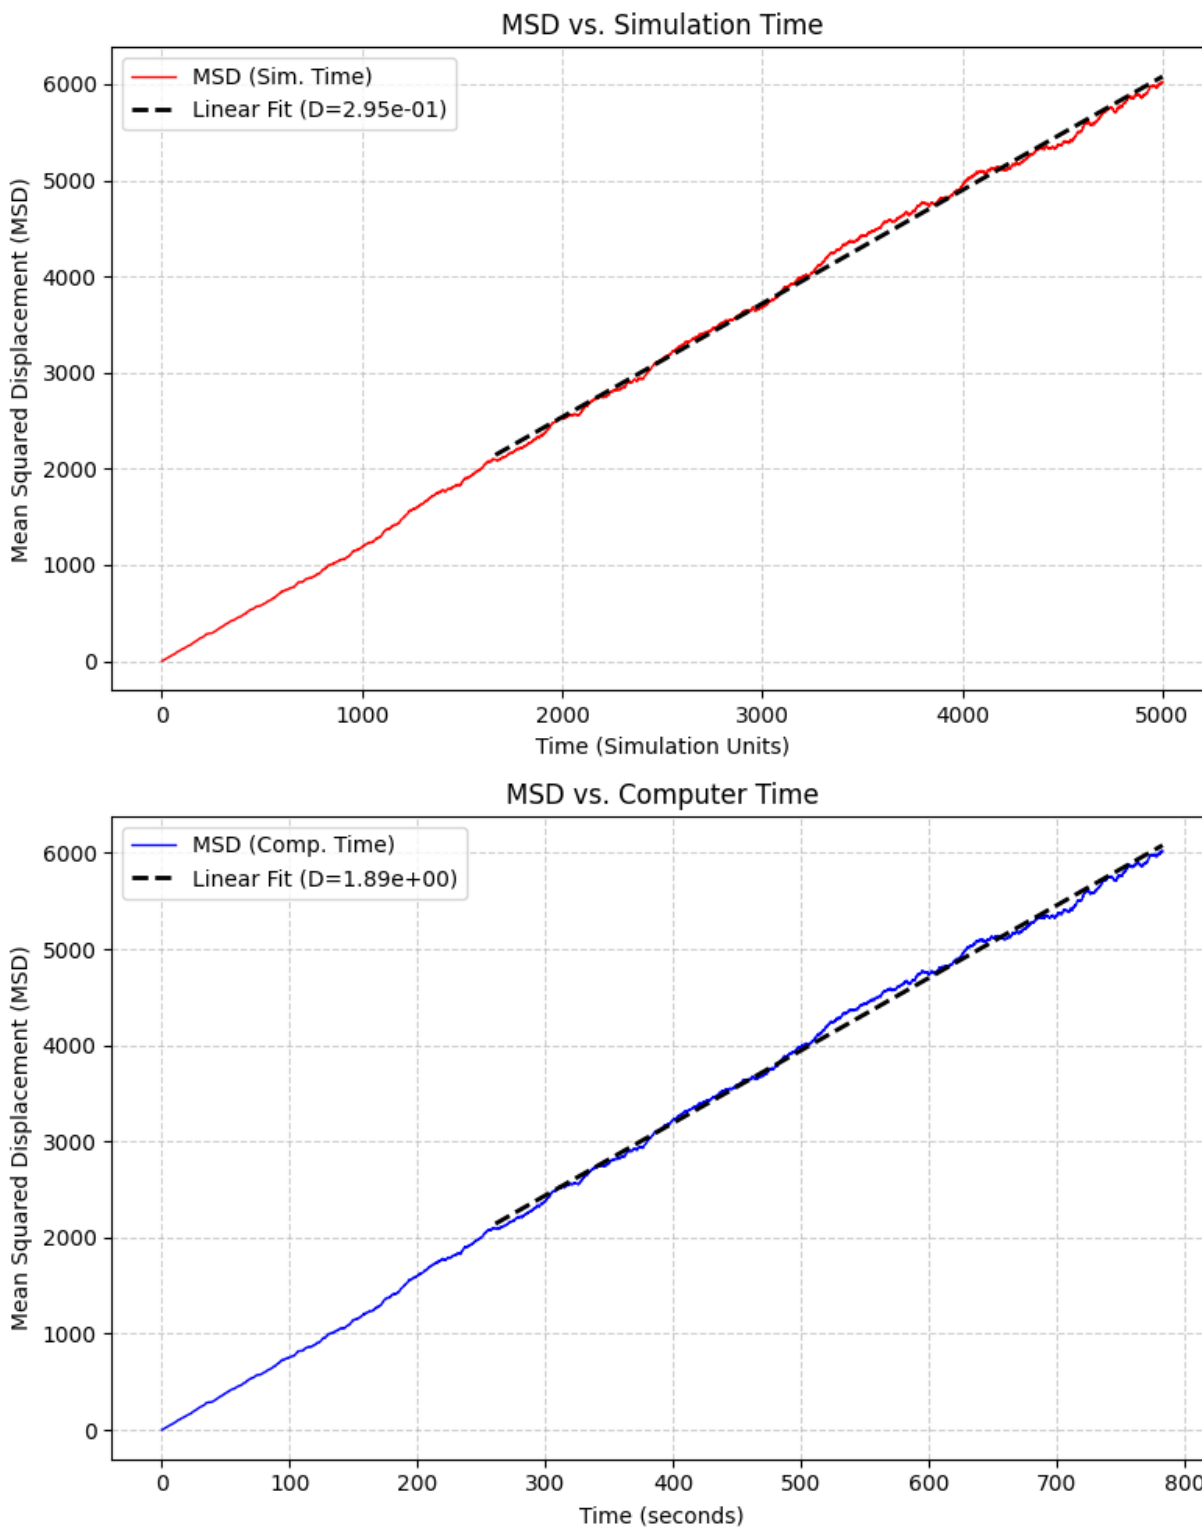 MSD vs. Simulation Time
MSD (Sim. Time)
Linear Fit (D=2.95e-01)
Mean Squared Displacement (MSD)
6000
5000
4000
3000
2000
1000
0
0 1000 2000 3000 4000 5000
Time (Simulation Units)
MSD vs. Computer Time
MSD (Comp. Time)
Linear Fit (D=1.89e+00)
Mean Squared Displacement (MSD)
6000
5000
4000
3000
2000
1000
0
0 100 200 300 400 500 600 700 800
Time (seconds)